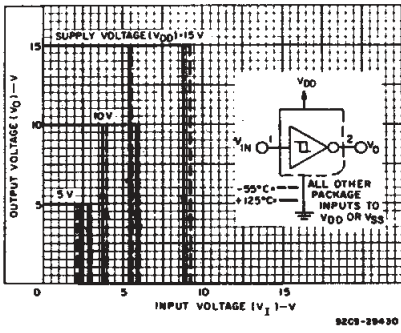 SUPPLY VOLTAGE (VDD)=15 V
10 V
5 V
OUTPUT VOLTAGE (VO)—V
15
10
5
0
0 5 10 15
INPUT VOLTAGE (VI)—V
VDD
VIN 1 2 VO
-55°C=
+125°C=
ALL OTHER
PACKAGE
INPUTS TO
VDD OR VSS
92CS-29430